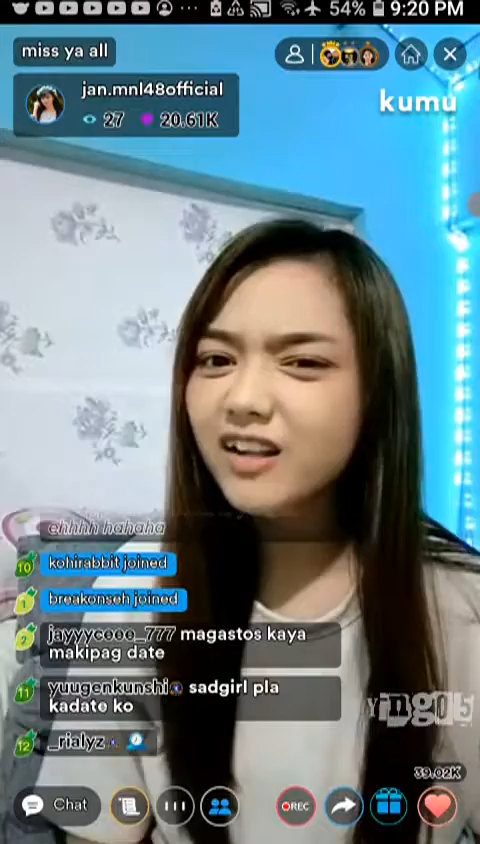 54% 9:20 PM
miss ya all
jan.mnl48official
27 20.61K
kumu
ehhhh hahaha
10 kohirabbit joined
1 breakonseh joined
2 jayyyceee_777 magastos kaya
makipag date
11 yuugenkunshi sadgirl pla
kadate ko
12 _rialyz
39.02K
Chat
REC